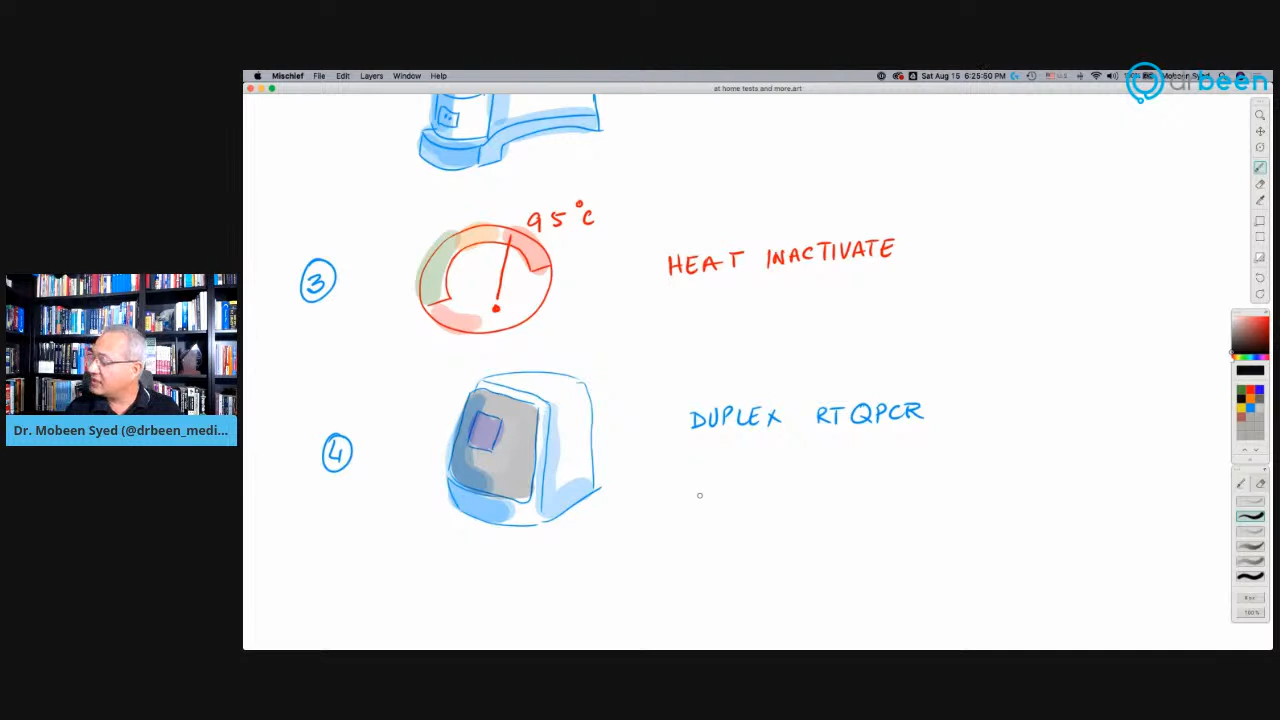 Mischief File Edit Layers Window Help
Sat Aug 15 6:25:50 PM
drbeen
at home tests and more.art
95°C
3
HEAT INACTIVATE
4
DUPLEX RTQPCR
Dr. Mobeen Syed (@drbeen_medi...